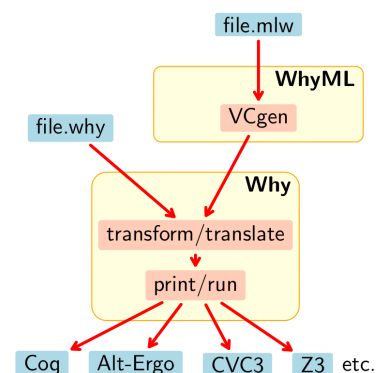 file.mlw
WhyML
VCgen
file.why
Why
transform/translate
print/run
Coq Alt-Ergo CVC3 Z3 etc.